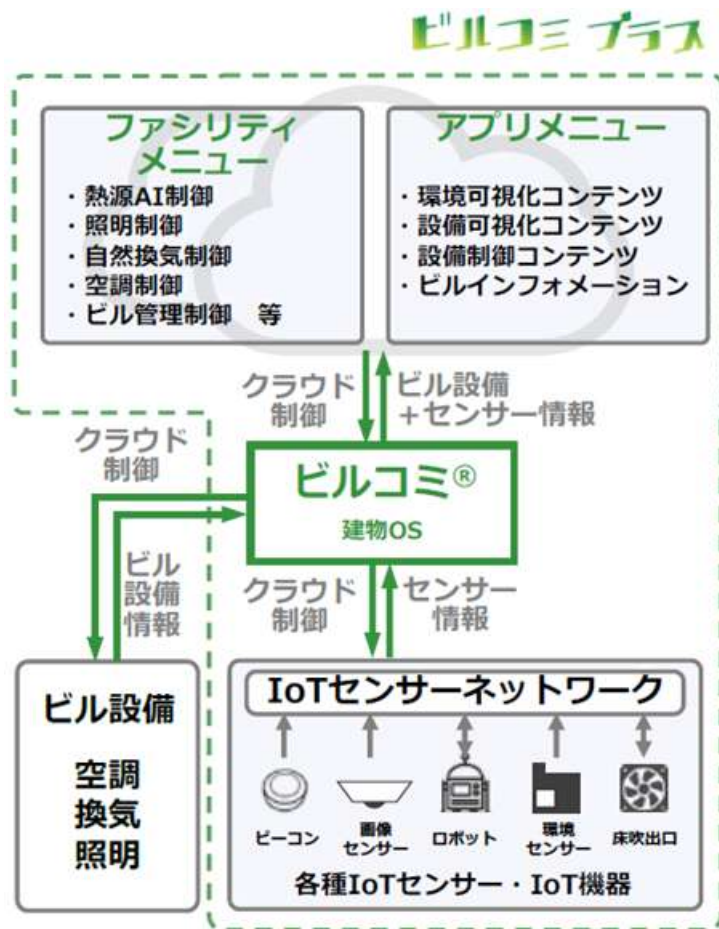 ビルコミ プラス
ファシリティ
メニュー
・熱源AI制御
・照明制御
・自然換気制御
・空調制御
・ビル管理制御　等
アプリメニュー
・環境可視化コンテンツ
・設備可視化コンテンツ
・設備制御コンテンツ
・ビルインフォメーション
クラウド
制御
ビル設備
＋センサー情報
クラウド
制御
ビルコミ®
建物OS
ビル
設備
情報
クラウド
制御
センサー
情報
ビル設備
空調
換気
照明
IoTセンサーネットワーク
ビーコン
画像
センサー
ロボット
環境
センサー
床吹出口
各種IoTセンサー・IoT機器